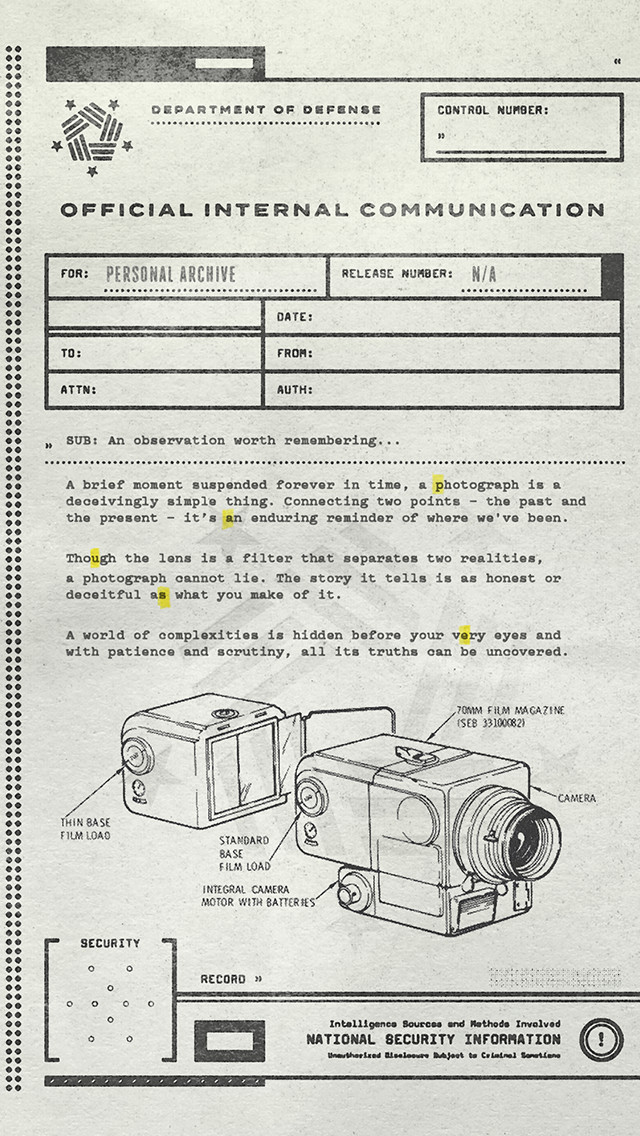 “
DEPARTMENT OF DEFENSE
CONTROL NUMBER:
»
OFFICIAL INTERNAL COMMUNICATION
FOR: PERSONAL ARCHIVE
RELEASE NUMBER: N/A
DATE:
TO:
FROM:
ATTN:
AUTH:
» SUB: An observation worth remembering...
A brief moment suspended forever in time, a photograph is a
deceivingly simple thing. Connecting two points - the past and
the present - it's an enduring reminder of where we've been.
Though the lens is a filter that separates two realities,
a photograph cannot lie. The story it tells is as honest or
deceitful as what you make of it.
A world of complexities is hidden before your very eyes and
with patience and scrutiny, all its truths can be uncovered.
70MM FILM MAGAZINE
(SEB 33100082)
CAMERA
THIN BASE
FILM LOAD
STANDARD
BASE
FILM LOAD
INTEGRAL CAMERA
MOTOR WITH BATTERIES
SECURITY
RECORD »
Intelligence Sources and Methods Involved
NATIONAL SECURITY INFORMATION
Unauthorized Disclosure Subject to Criminal Sanctions
!